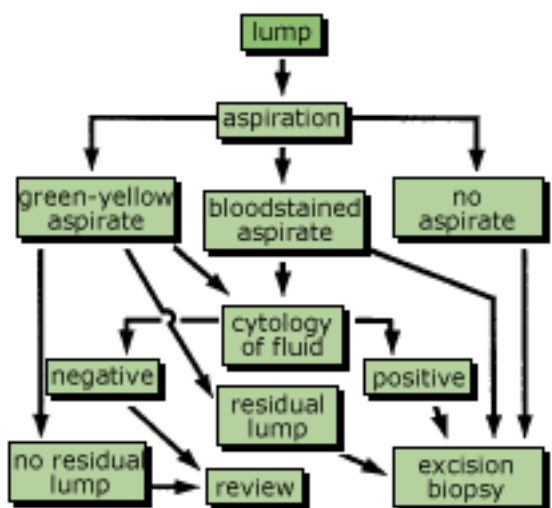 lump
aspiration
green-yellow
aspirate
bloodstained
aspirate
no
aspirate
cytology
of fluid
negative
positive
residual
lump
no residual
lump
review
excision
biopsy